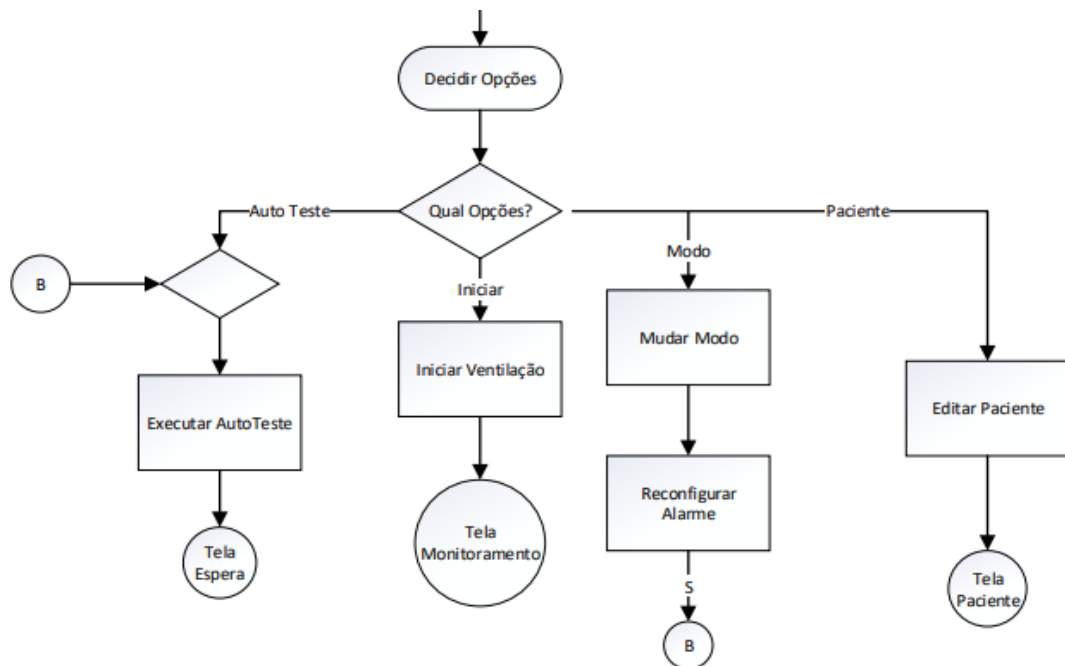 Decidir Opções
Qual Opções?
Auto Teste
Paciente
Modo
B
Iniciar
Mudar Modo
Iniciar Ventilação
Executar AutoTeste
Editar Paciente
Reconfigurar
Alarme
Tela
Monitoramento
Tela
Espera
Tela
Paciente
S
B